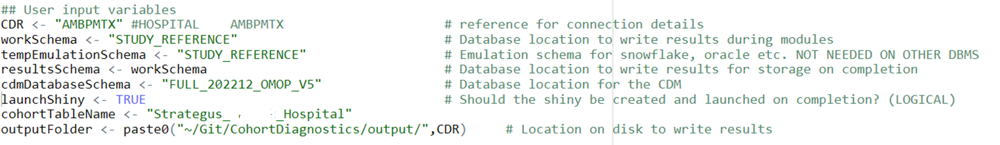 ## User input variables
CDR <- "AMBPMTX" #HOSPITAL    AMBPMTX                       # reference for connection details
workSchema <- "STUDY_REFERENCE"                              # Database location to write results during modules
tempEmulationSchema <- "STUDY_REFERENCE"                     # Emulation schema for snowflake, oracle etc. NOT NEEDED ON OTHER DBMS
resultsSchema <- workSchema                                  # Database location to write results for storage on completion
cdmDatabaseSchema <- "FULL_202212_OMOP_V5"                   # Database location for the CDM
launchShiny <- TRUE                                          # Should the shiny be created and launched on completion? (LOGICAL)
cohortTableName <- "Strategus_      _Hospital"
outputFolder <- paste0("~/Git/CohortDiagnostics/output/",CDR)     # Location on disk to write results